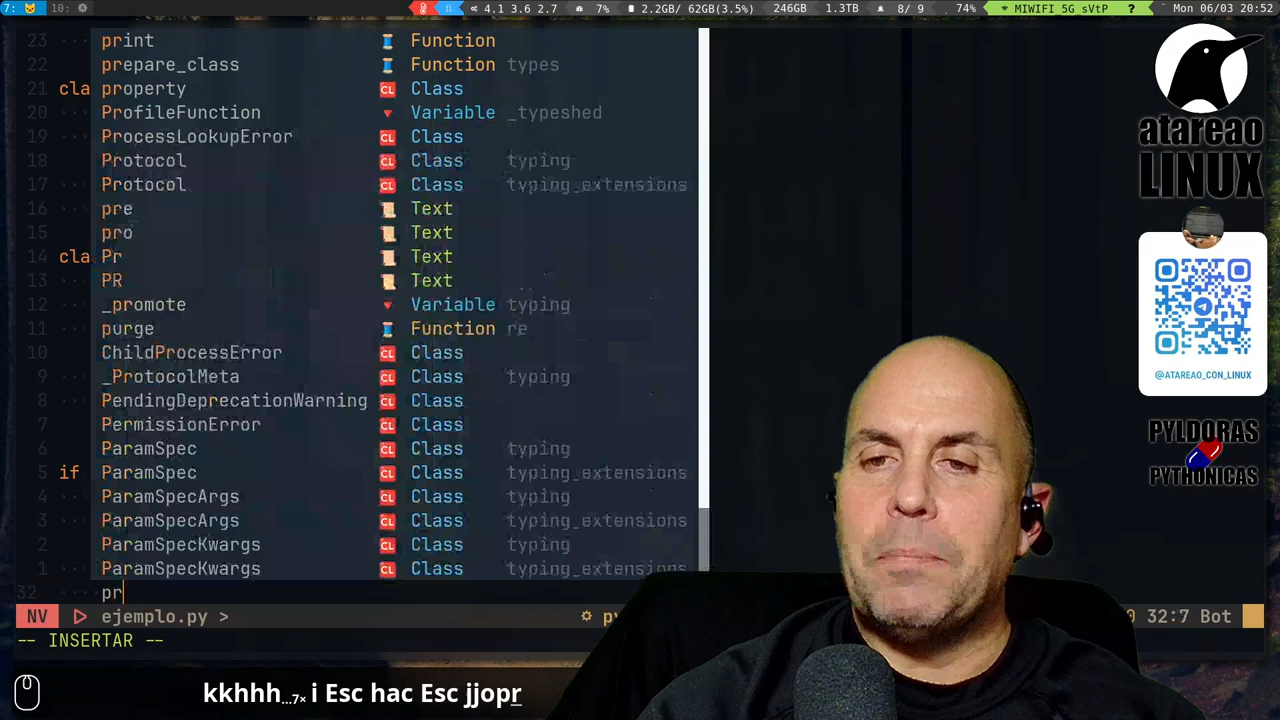 7: 10: 4.1 3.6 2.7 7% 2.2GB/ 62GB(3.5%) 246GB 1.3TB 8/ 9 74% MIWIFI_5G_sVtP ? Mon 06/03 20:52
23 print Function
22 prepare_class Function types
21 cla property Class
20 ProfileFunction Variable _typeshed
19 ProcessLookupError Class
18 Protocol Class typing
17 Protocol Class typing_extensions
16 pre Text
15 pro Text
14 cla Pr Text
13 PR Text
12 _promote Variable typing
11 purge Function re
10 ChildProcessError Class
9 _ProtocolMeta Class typing
8 PendingDeprecationWarning Class
7 PermissionError Class
6 ParamSpec Class typing
5 if ParamSpec Class typing_extensions
4 ParamSpecArgs Class typing
3 ParamSpecArgs Class typing_extensions
2 ParamSpecKwargs Class typing
1 ParamSpecKwargs Class typing_extensions
32 pr
NV ejemplo.py > 32:7 Bot
-- INSERTAR --
kkhhh...7× i Esc hac Esc jjopr
atareao
LINUX
@ATAREAO_CON_LINUX
PYLDORAS
PYTHONICAS